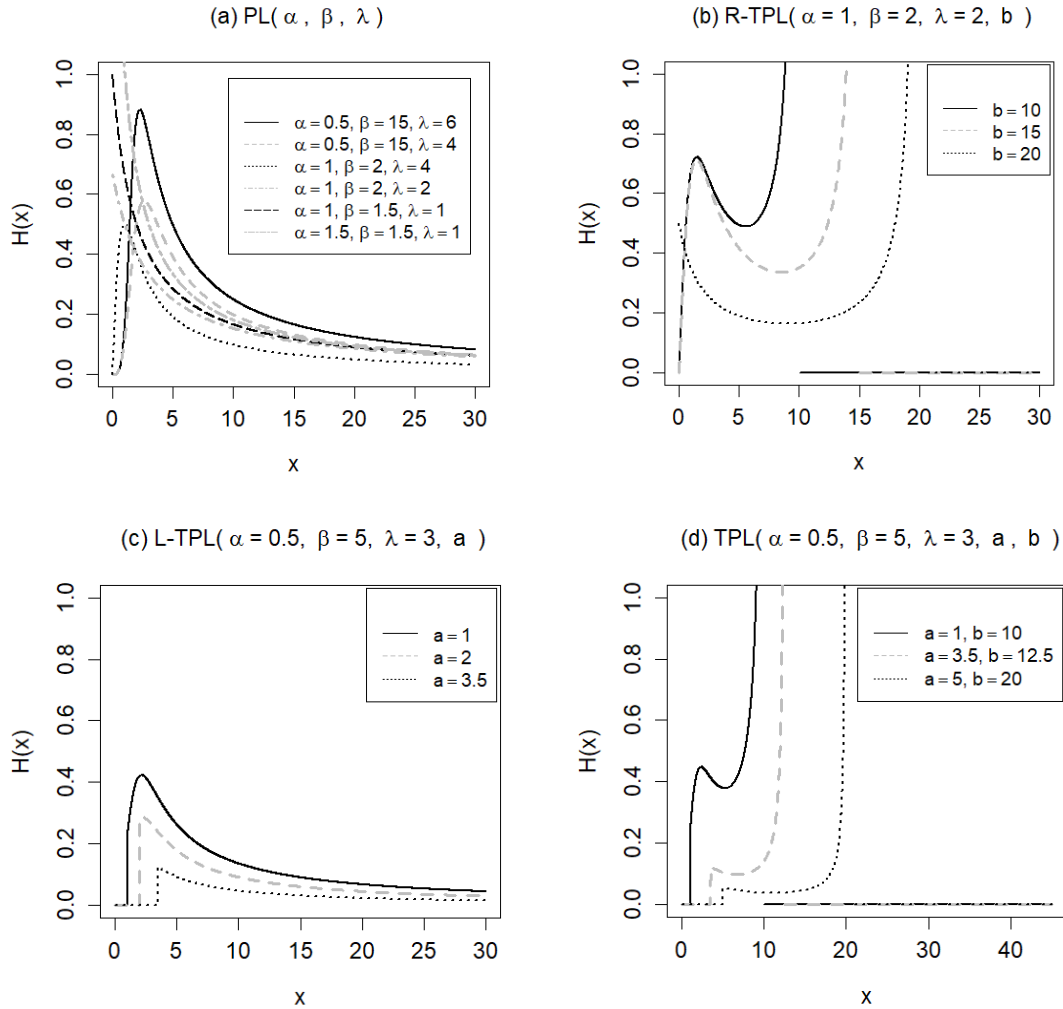 (a) PL( α , β , λ )
H(x)
1.0
0.8
0.6
0.4
0.2
0.0
α = 0.5, β = 15, λ = 6
α = 0.5, β = 15, λ = 4
α = 1, β = 2, λ = 4
α = 1, β = 2, λ = 2
α = 1, β = 1.5, λ = 1
α = 1.5, β = 1.5, λ = 1
0 5 10 15 20 25 30
x
(b) R-TPL( α = 1, β = 2, λ = 2, b )
H(x)
1.0
0.8
0.6
0.4
0.2
0.0
b = 10
b = 15
b = 20
0 5 10 15 20 25 30
x
(c) L-TPL( α = 0.5, β = 5, λ = 3, a )
H(x)
1.0
0.8
0.6
0.4
0.2
0.0
a = 1
a = 2
a = 3.5
0 5 10 15 20 25 30
x
(d) TPL( α = 0.5, β = 5, λ = 3, a , b )
H(x)
1.0
0.8
0.6
0.4
0.2
0.0
a = 1, b = 10
a = 3.5, b = 12.5
a = 5, b = 20
0 10 20 30 40
x